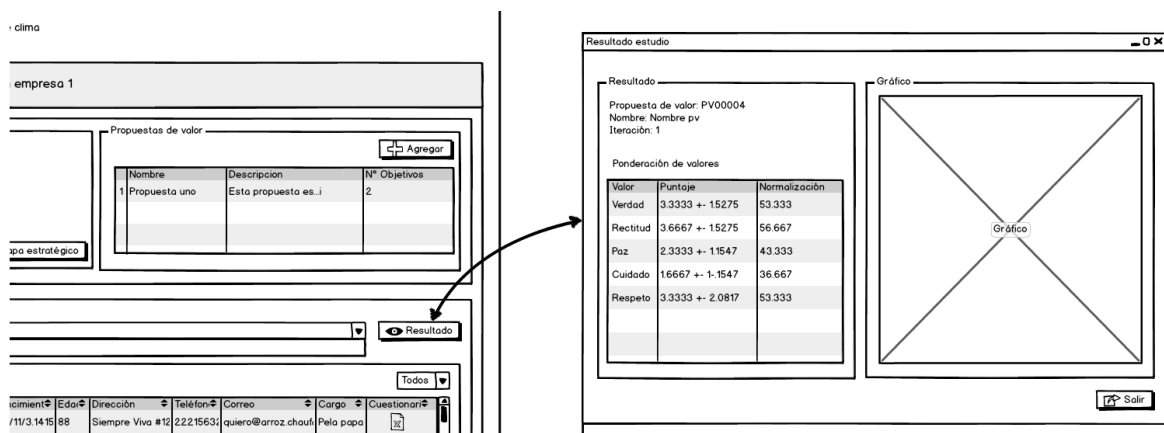 e clima
empresa 1
Propuestas de valor
Agregar
Nombre Descripcion N° Objetivos
1 Propuesta uno Esta propuesta es...i 2
apa estratégico
Resultado
Todos
cimient Edac Dirección Teléfono Correo Cargo Cuestionari
/11/3.1415 88 Siempre Viva #12 22215632 quiero@arroz.chaufa Pela papa
Resultado estudio
Resultado
Propuesta de valor: PV00004
Nombre: Nombre pv
Iteración: 1
Ponderación de valores
Valor Puntaje Normalización
Verdad 3.3333 +- 1.5275 53.333
Rectitud 3.6667 +- 1.5275 56.667
Paz 2.3333 +- 1.1547 43.333
Cuidado 1.6667 +- 1-.1547 36.667
Respeto 3.3333 +- 2.0817 53.333
Gráfico
Gráfico
Salir